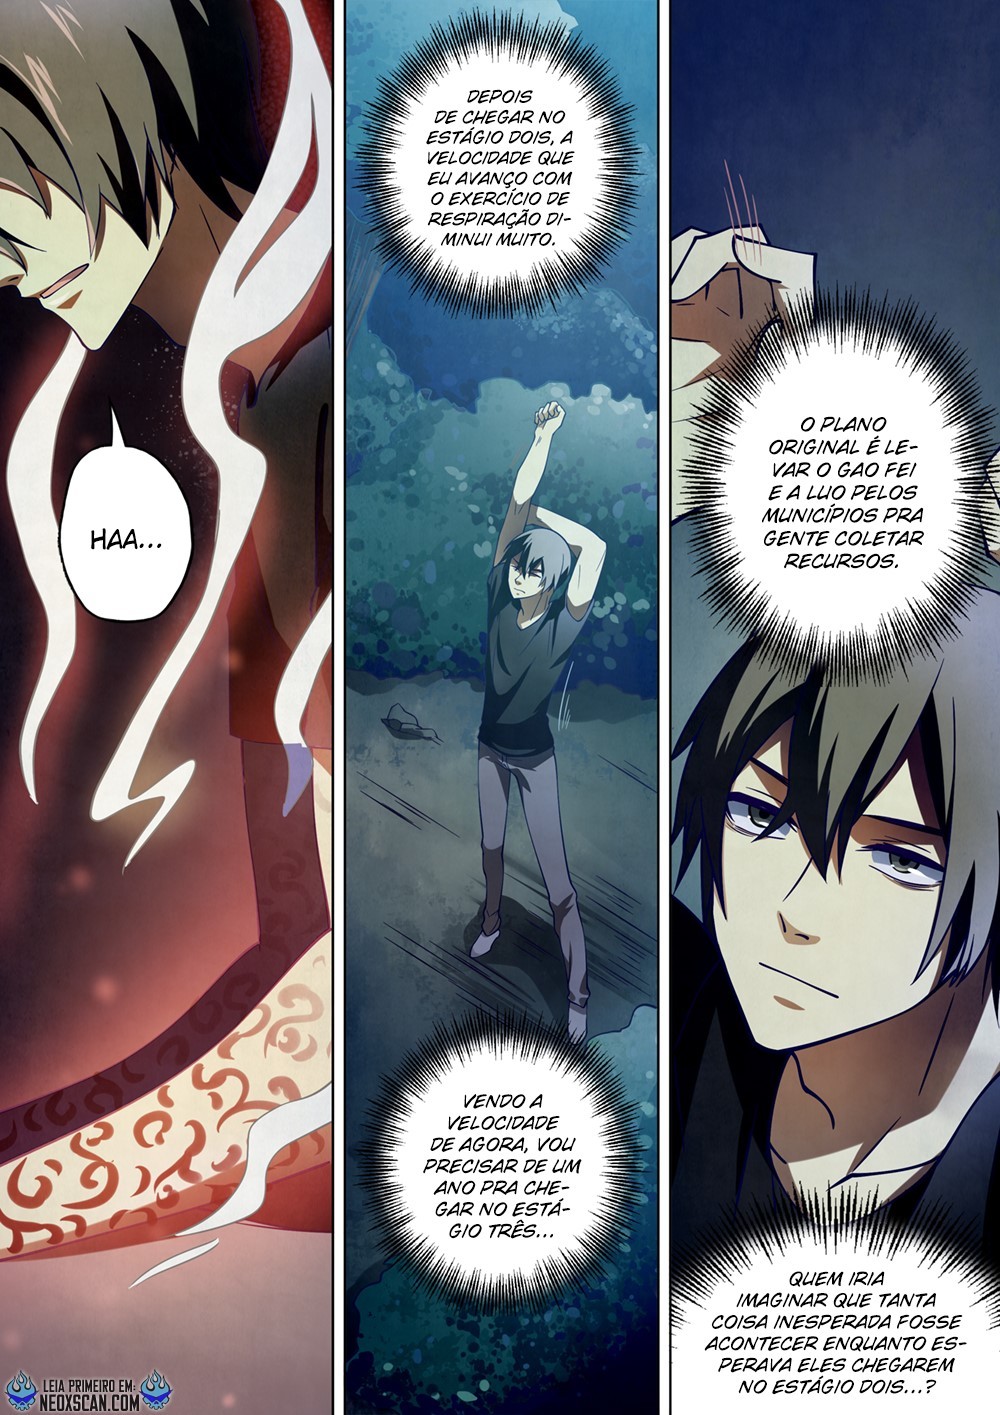 HAA...
DEPOIS
DE CHEGAR NO
ESTÁGIO DOIS, A
VELOCIDADE QUE
EU AVANÇO COM
O EXERCÍCIO DE
RESPIRAÇÃO DI-
MINUI MUITO.
VENDO A
VELOCIDADE
DE AGORA, VOU
PRECISAR DE UM
ANO PRA CHE-
GAR NO ESTÁ-
GIO TRÊS...
O PLANO
ORIGINAL É LE-
VAR O GAO FEI
E A LUO PELOS
MUNICÍPIOS PRA
GENTE COLETAR
RECURSOS.
QUEM IRIA
IMAGINAR QUE TANTA
COISA INESPERADA FOSSE
ACONTECER ENQUANTO ES-
PERAVA ELES CHEGAREM
NO ESTÁGIO DOIS...?
LEIA PRIMEIRO EM:
NEOXSCAN.COM